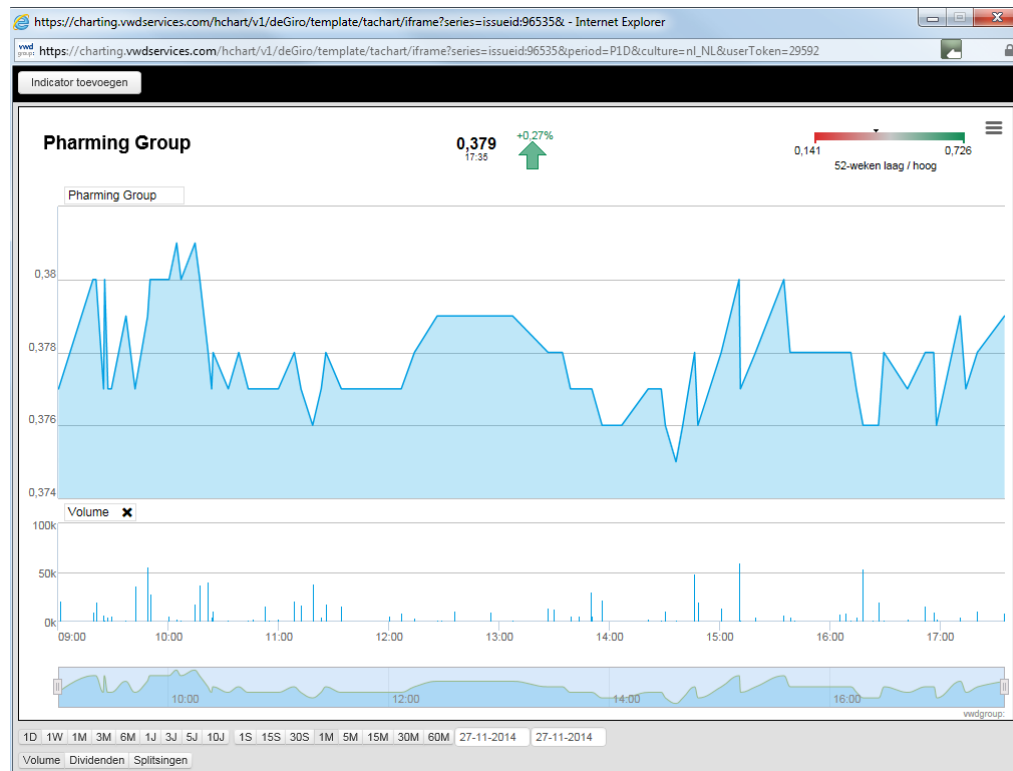 https://charting.vwdservices.com/hchart/v1/deGiro/template/tachart/iframe?series=issueid:96535& - Internet Explorer
vwd group: https://charting.vwdservices.com/hchart/v1/deGiro/template/tachart/iframe?series=issueid:96535&period=P1D&culture=nl_NL&userToken=29592
Indicator toevoegen
Pharming Group
0,379
17:35
+0,27%
0,141 0,726
52-weken laag / hoog
Pharming Group
0,38
0,378
0,376
0,374
Volume
100k
50k
0k
09:00 10:00 11:00 12:00 13:00 14:00 15:00 16:00 17:00
10:00 12:00 14:00 16:00
vwdgroup:
1D 1W 1M 3M 6M 1J 3J 5J 10J 1S 15S 30S 1M 5M 15M 30M 60M 27-11-2014 27-11-2014
Volume Dividenden Splitsingen